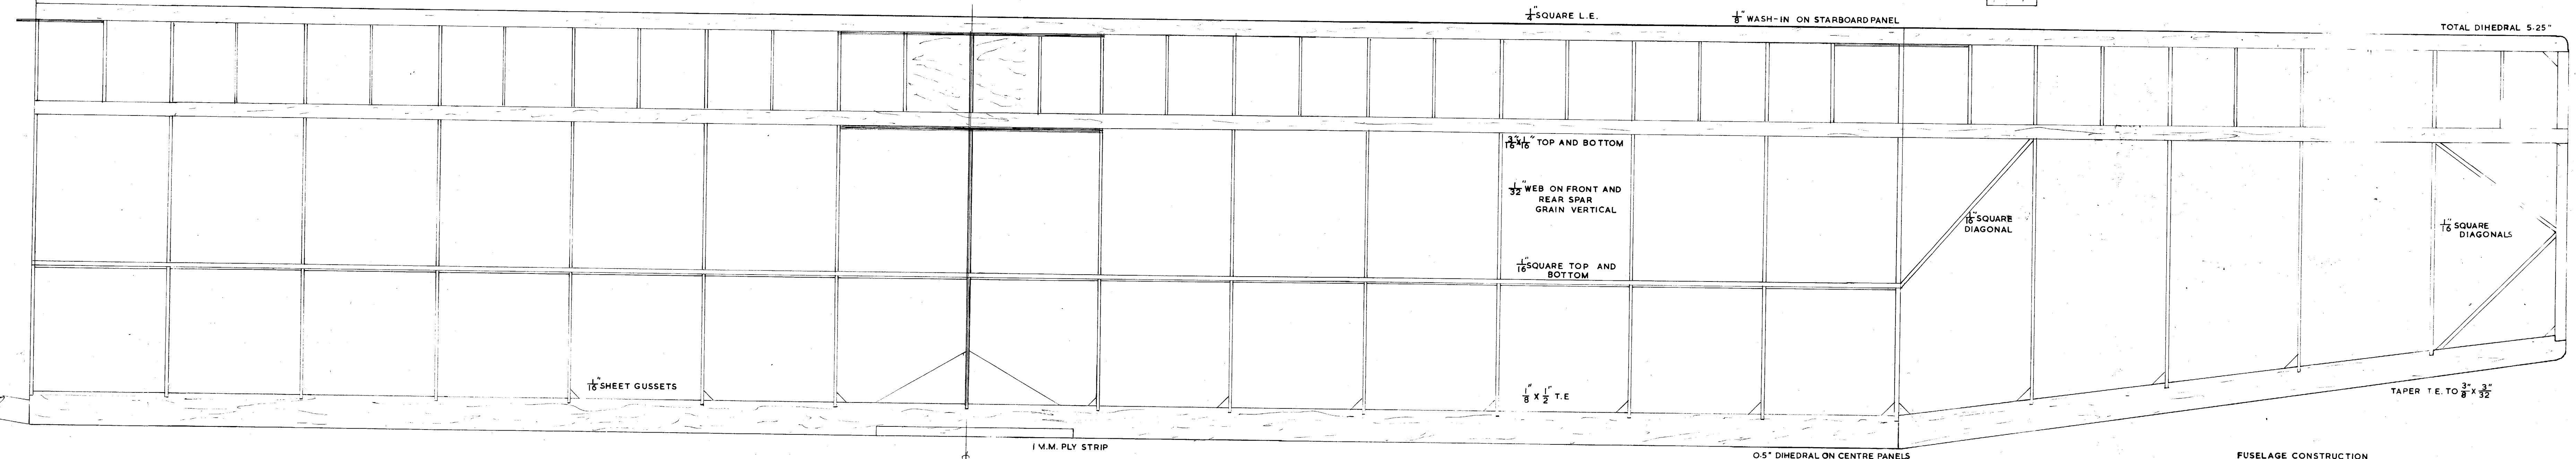 1/4" SQUARE L.E.
1/8" WASH-IN ON STARBOARD PANEL
TOTAL DIHEDRAL 5·25"
3/16" X 1/16" TOP AND BOTTOM
1/32" WEB ON FRONT AND
REAR SPAR
GRAIN VERTICAL
1/16" SQUARE
DIAGONAL
1/16" SQUARE
DIAGONALS
1/16" SQUARE TOP AND
BOTTOM
1/16" SHEET GUSSETS
1/8" X 1/2" T.E
TAPER T.E. TO 3/8" X 3/32"
1 M.M. PLY STRIP
0·5" DIHEDRAL ON CENTRE PANELS
FUSELAGE CONSTRUCTION